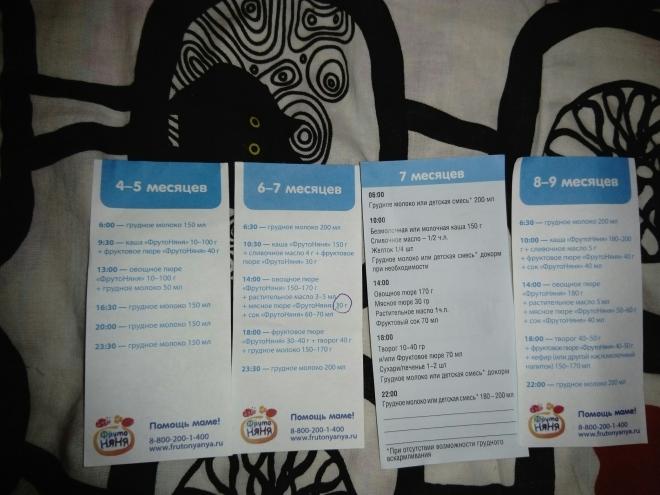 4–5 месяцев
6:00 — грудное молоко 150 мл
9:30 — каша «ФрутоНяня» 10–100 г
+ фруктовое пюре «ФрутоНяня» 40 г
13:00 — овощное пюре
«ФрутоНяня» 10–100 г
+ грудное молоко 50 мл
16:30 — грудное молоко 150 мл
20:00 — грудное молоко 150 мл
23:30 — грудное молоко 150 мл
Фруто
НЯНЯ
Помощь маме!
8-800-200-1-400
www.frutonyanya.ru
6–7 месяцев
6:30 — грудное молоко 200 мл
10:30 — каша «ФрутоНяня» 150 г
+ сливочное масло 4 г + фруктовое
пюре «ФрутоНяня» 30 г
14:00 — овощное пюре
«ФрутоНяня» 150–170 г
+ растительное масло 3–5 мл
+ мясное пюре «ФрутоНяня» 30 г
+ сок «ФрутоНяня» 60–70 мл
18:00 — фруктовое пюре
«ФрутоНяня» 30–40 г + творог 40 г
+ грудное молоко 150–170 г
23:30 — грудное молоко 200 мл
Фруто
НЯНЯ
Помощь маме!
8-800-200-1-400
www.frutonyanya.ru
7 месяцев
06:00
Грудное молоко или детская смесь* 200 мл
10:00
Безмолочная или молочная каша 150 г
Сливочное масло – 1/2 ч.л.
Желток 1/4 шт
Грудное молоко или детская смесь* докорм
при необходимости
14:00
Овощное пюре 170 г
Мясное пюре 30 гр
Растительное масло 1ч.л.
Фруктовый сок 70 мл
18:00
Творог 10–40 гр
и/или Фруктовое пюре 70 мл
Сухари/печенье 1–2 шт
Грудное молоко или детская смесь* докорм
22:00
Грудное молоко или детская смесь* 180 – 200 мл
*При отсутствии возможности грудного
вскармливания
8–9 месяцев
6:30 — грудное молоко 200 мл
10:00 — каша «ФрутоНяня» 180–200
г + сливочное масло 5 г
+ фруктовое пюре «ФрутоНяня» 40 г
+ сок «ФрутоНяня» 40 мл
14:00 — овощное пюре
«ФрутоНяня» 180 г
+ растительное масло 5 мл
+ мясное пюре «ФрутоНяня» 50–60 г
+ сок «ФрутоНяня» 40 мл
18:00 — творог 40–50 г
+ фруктовое пюре «ФрутоНяня» 40–50 г
+ кефир (или другой кисломолочный
напиток) 150–170 мл
22:00 — грудное молоко 200 мл
Фруто
НЯНЯ
Помощь маме!
8-800-200-1-400
www.frutonyanya.ru